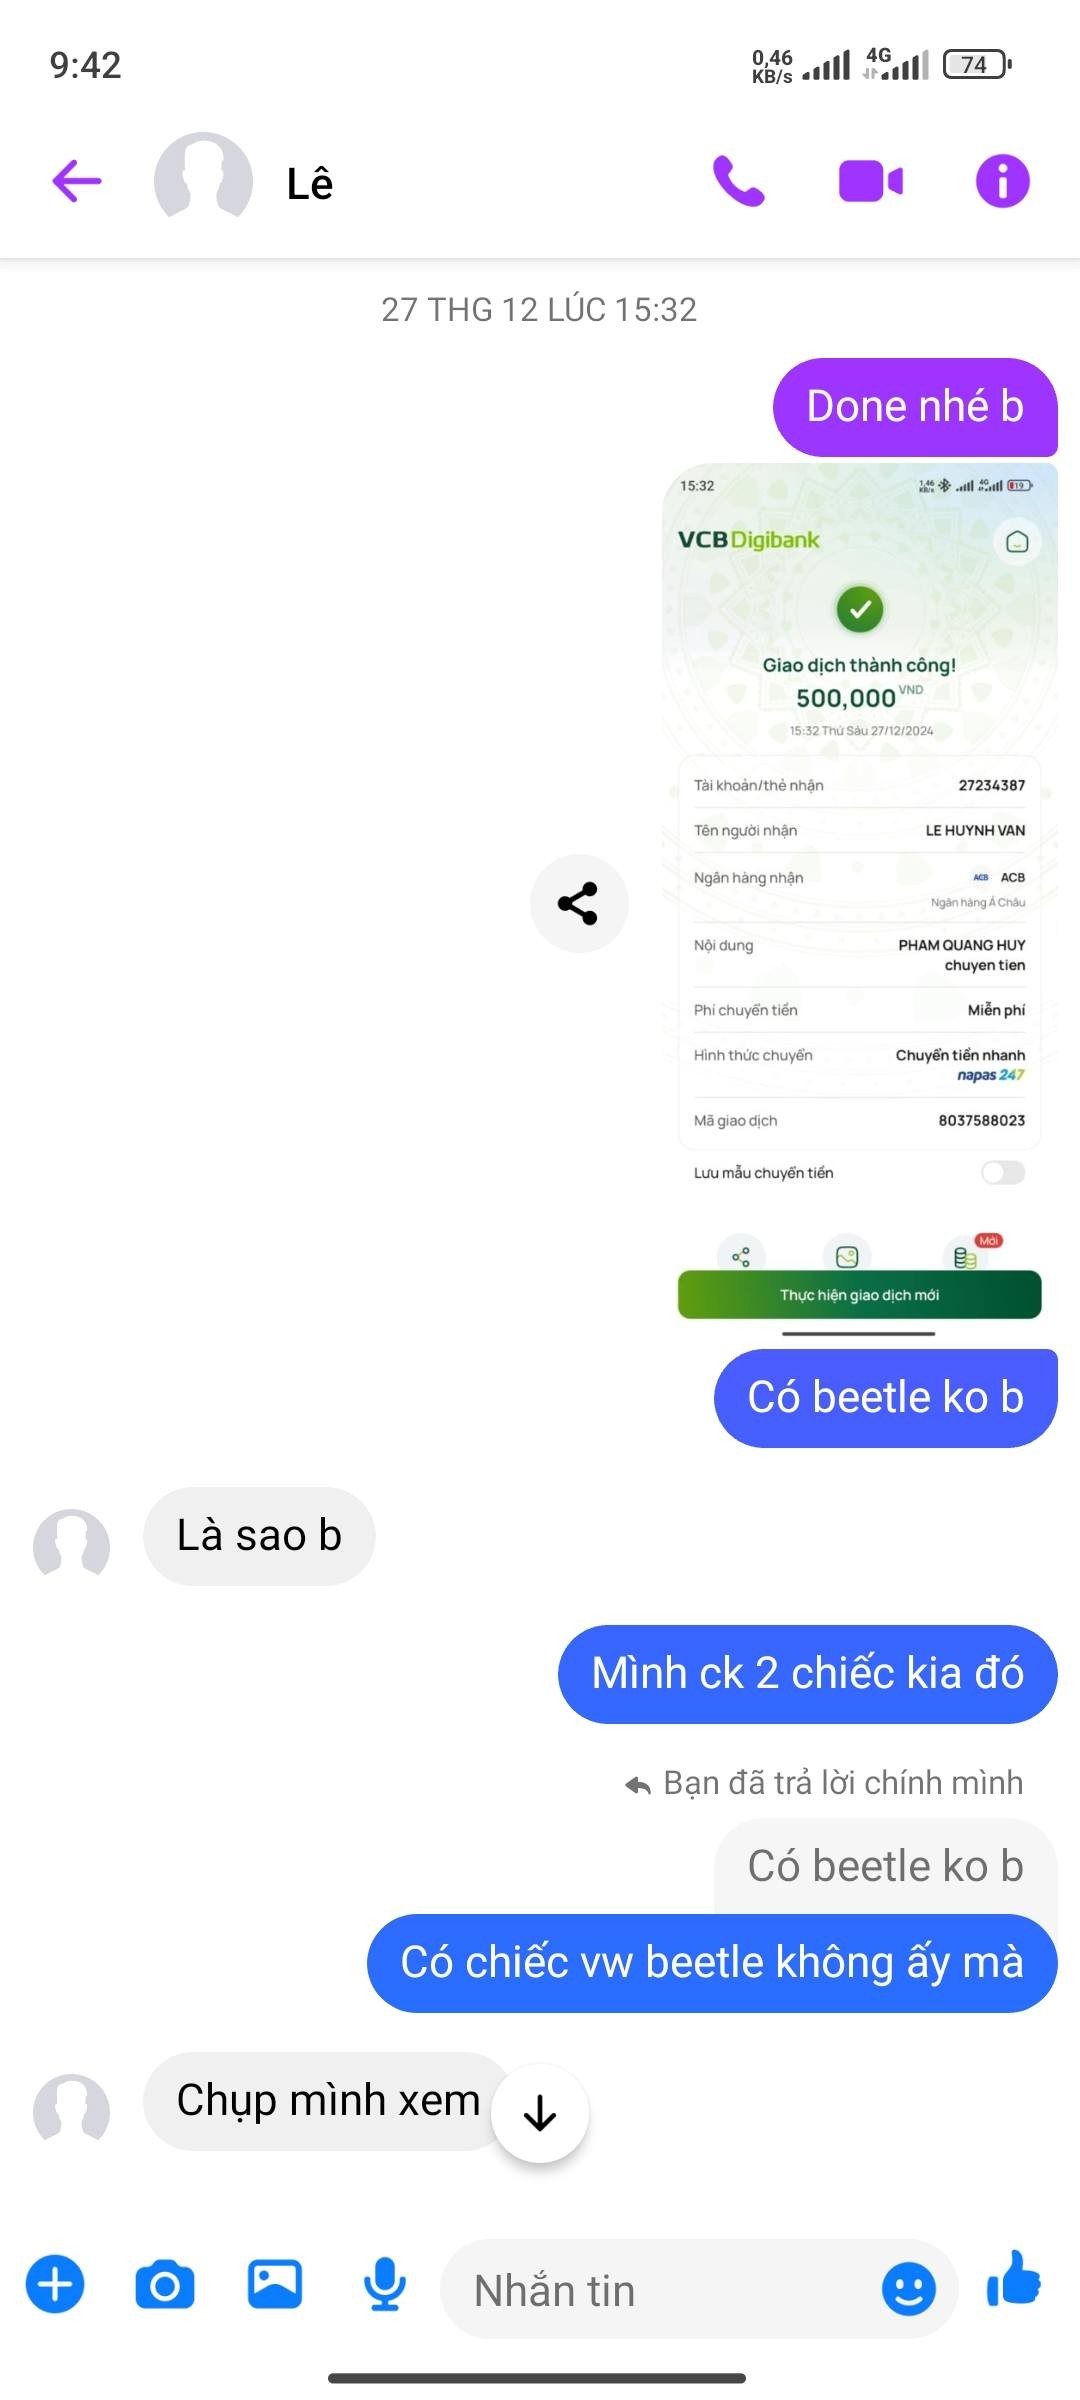 9:42
0,46
KB/s
4G
74
Lê
27 THG 12 LÚC 15:32
Done nhé b
15:32
1,46
KB/s
4G
19
VCB Digibank
Giao dịch thành công!
500,000 VND
15:32 Thứ Sáu 27/12/2024
Tài khoản/thẻ nhận 27234387
Tên người nhận LE HUYNH VAN
Ngân hàng nhận ACB ACB
Ngân hàng Á Châu
Nội dung PHAM QUANG HUY
chuyen tien
Phí chuyển tiền Miễn phí
Hình thức chuyển Chuyển tiền nhanh
napas 247
Mã giao dịch 8037588023
Lưu mẫu chuyển tiền
Mới
Thực hiện giao dịch mới
Có beetle ko b
Là sao b
Mình ck 2 chiếc kia đó
Bạn đã trả lời chính mình
Có beetle ko b
Có chiếc vw beetle không ấy mà
Chụp mình xem
Nhắn tin